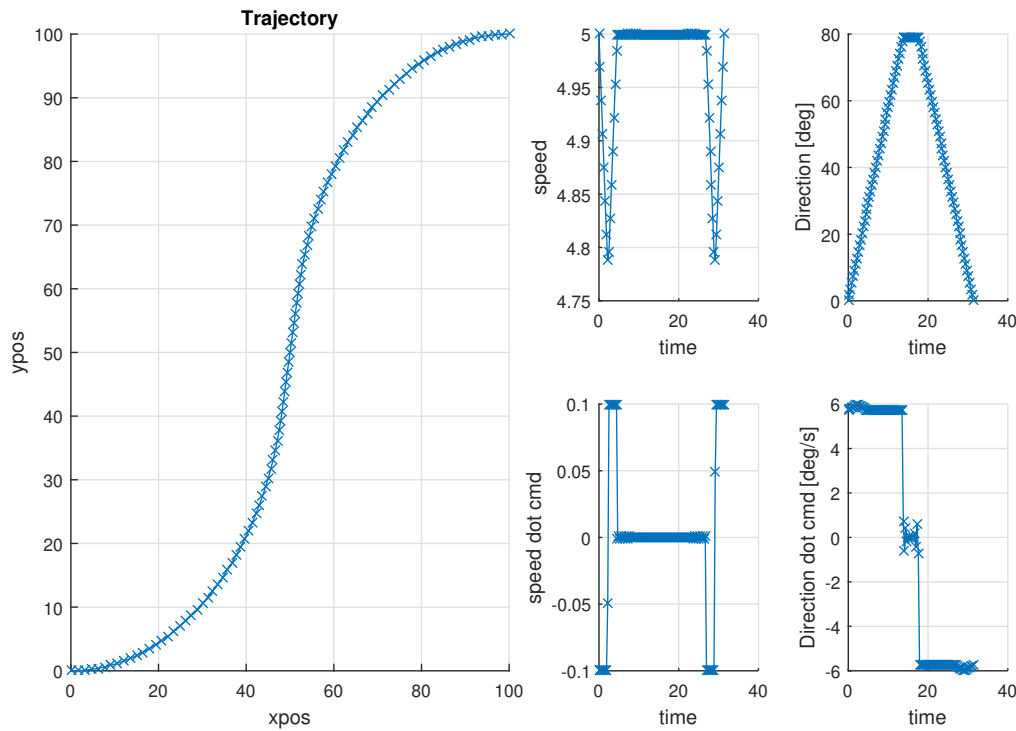 Trajectory
100
90
80
70
60
50
40
30
20
10
0
0 20 40 60 80 100
xpos
ypos
5
4.95
4.9
4.85
4.8
4.75
0 20 40
time
speed
80
60
40
20
0
0 20 40
time
Direction [deg]
0.1
0.05
0
-0.05
-0.1
0 20 40
time
speed dot cmd
6
4
2
0
-2
-4
-6
0 20 40
time
Direction dot cmd [deg/s]